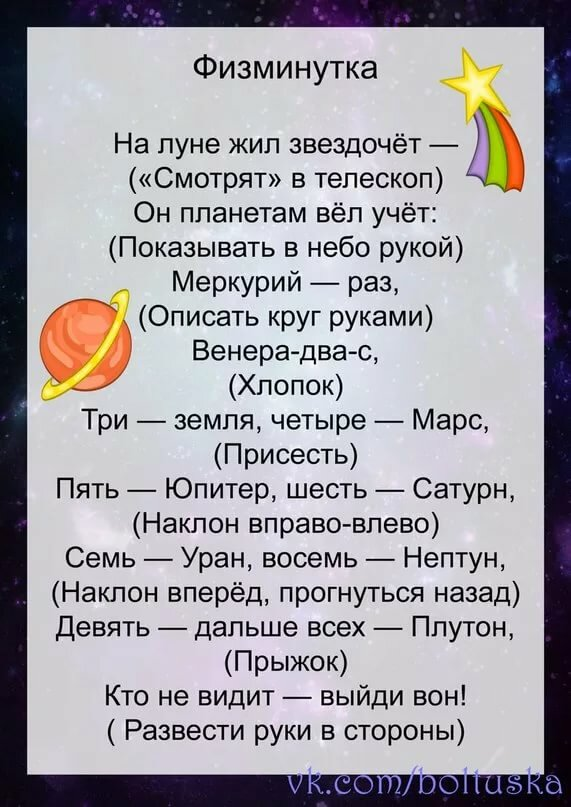 Физминутка
На луне жил звездочёт —
(«Смотрят» в телескоп)
Он планетам вёл учёт:
(Показывать в небо рукой)
Меркурий — раз,
(Описать круг руками)
Венера-два-с,
(Хлопок)
Три — земля, четыре — Марс,
(Присесть)
Пять — Юпитер, шесть — Сатурн,
(Наклон вправо-влево)
Семь — Уран, восемь — Нептун,
(Наклон вперёд, прогнуться назад)
Девять — дальше всех — Плутон,
(Прыжок)
Кто не видит — выйди вон!
( Развести руки в стороны)
vk.com/boltuska